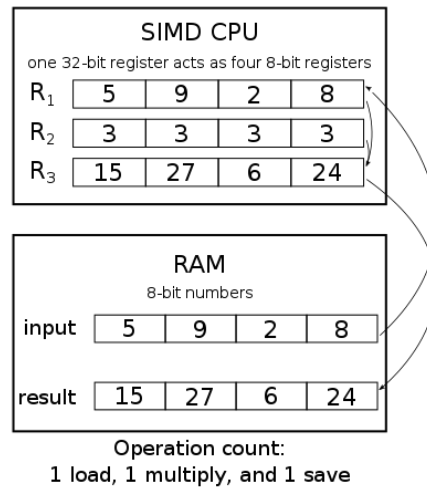 SIMD CPU
one 32-bit register acts as four 8-bit registers
R₁ 5 9 2 8
R₂ 3 3 3 3
R₃ 15 27 6 24
RAM
8-bit numbers
input 5 9 2 8
result 15 27 6 24
Operation count:
1 load, 1 multiply, and 1 save